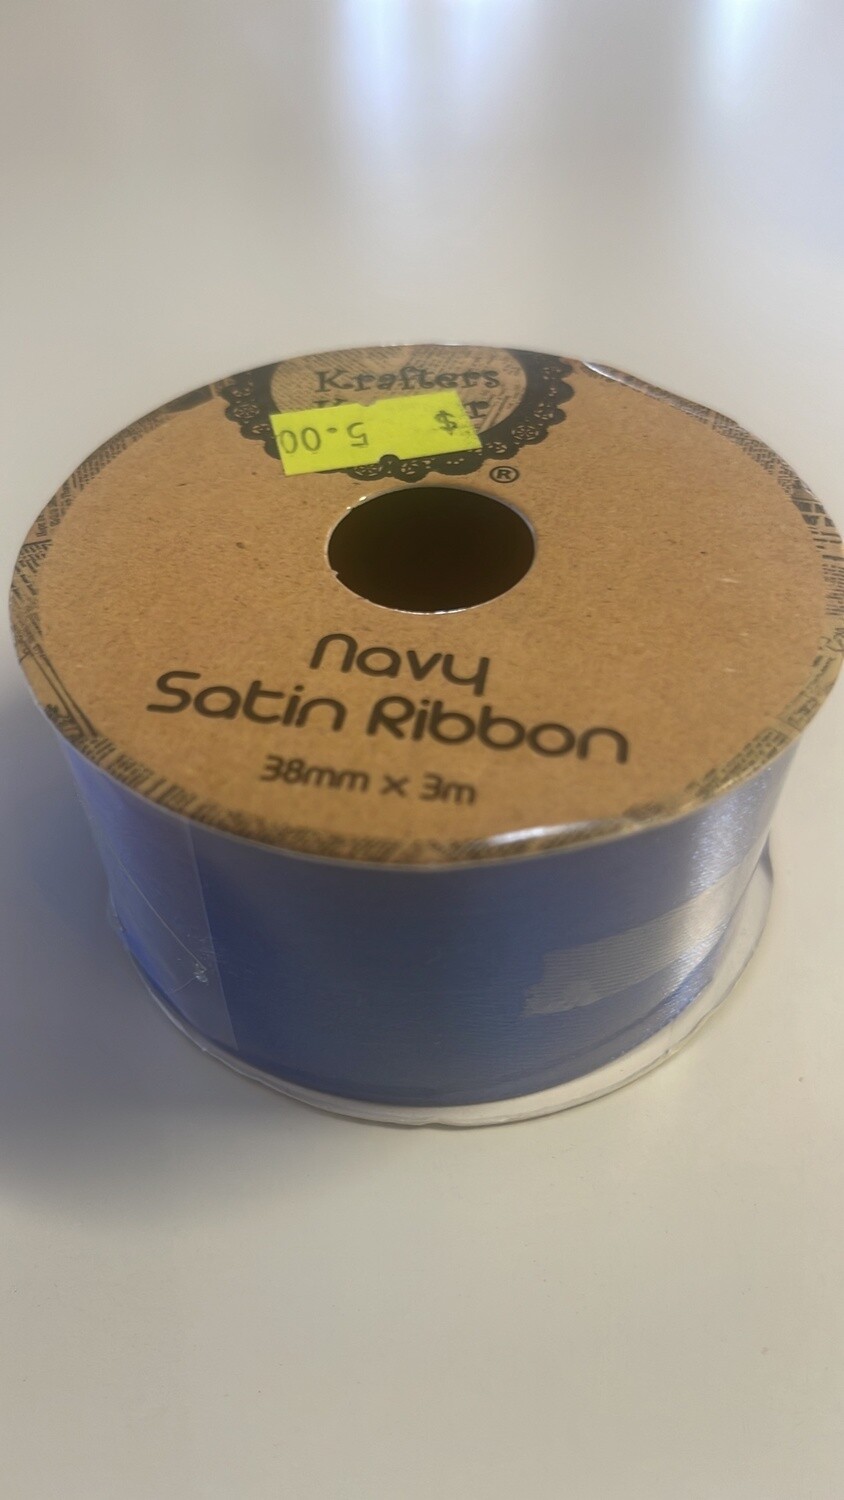 Krafters
$ 5.00
®
Navy
Satin Ribbon
38mm x 3m